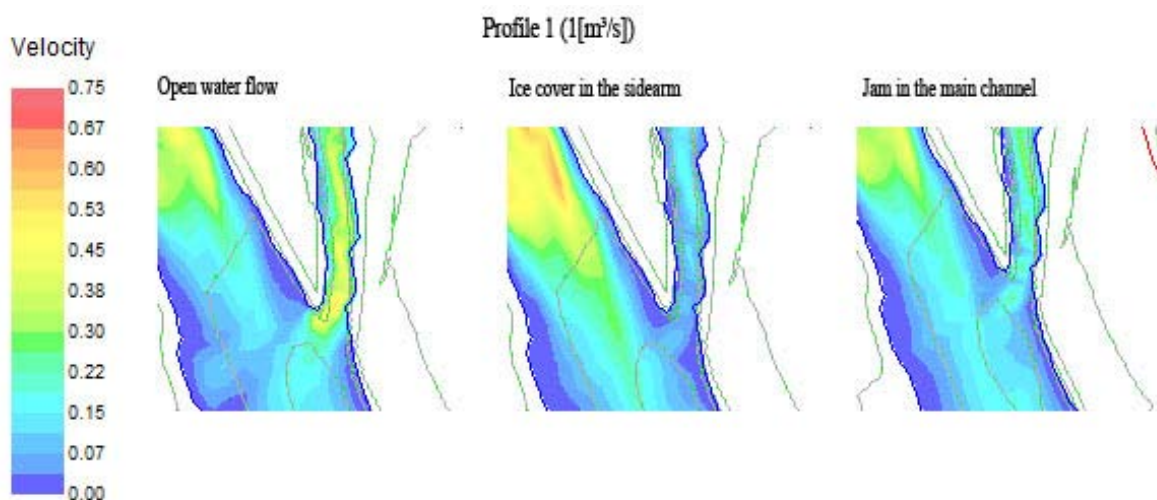 Profile 1 (1[m³/s])
Velocity
Open water flow
Ice cover in the sidearm
Jam in the main channel
0.75
0.67
0.60
0.53
0.45
0.38
0.30
0.22
0.15
0.07
0.00